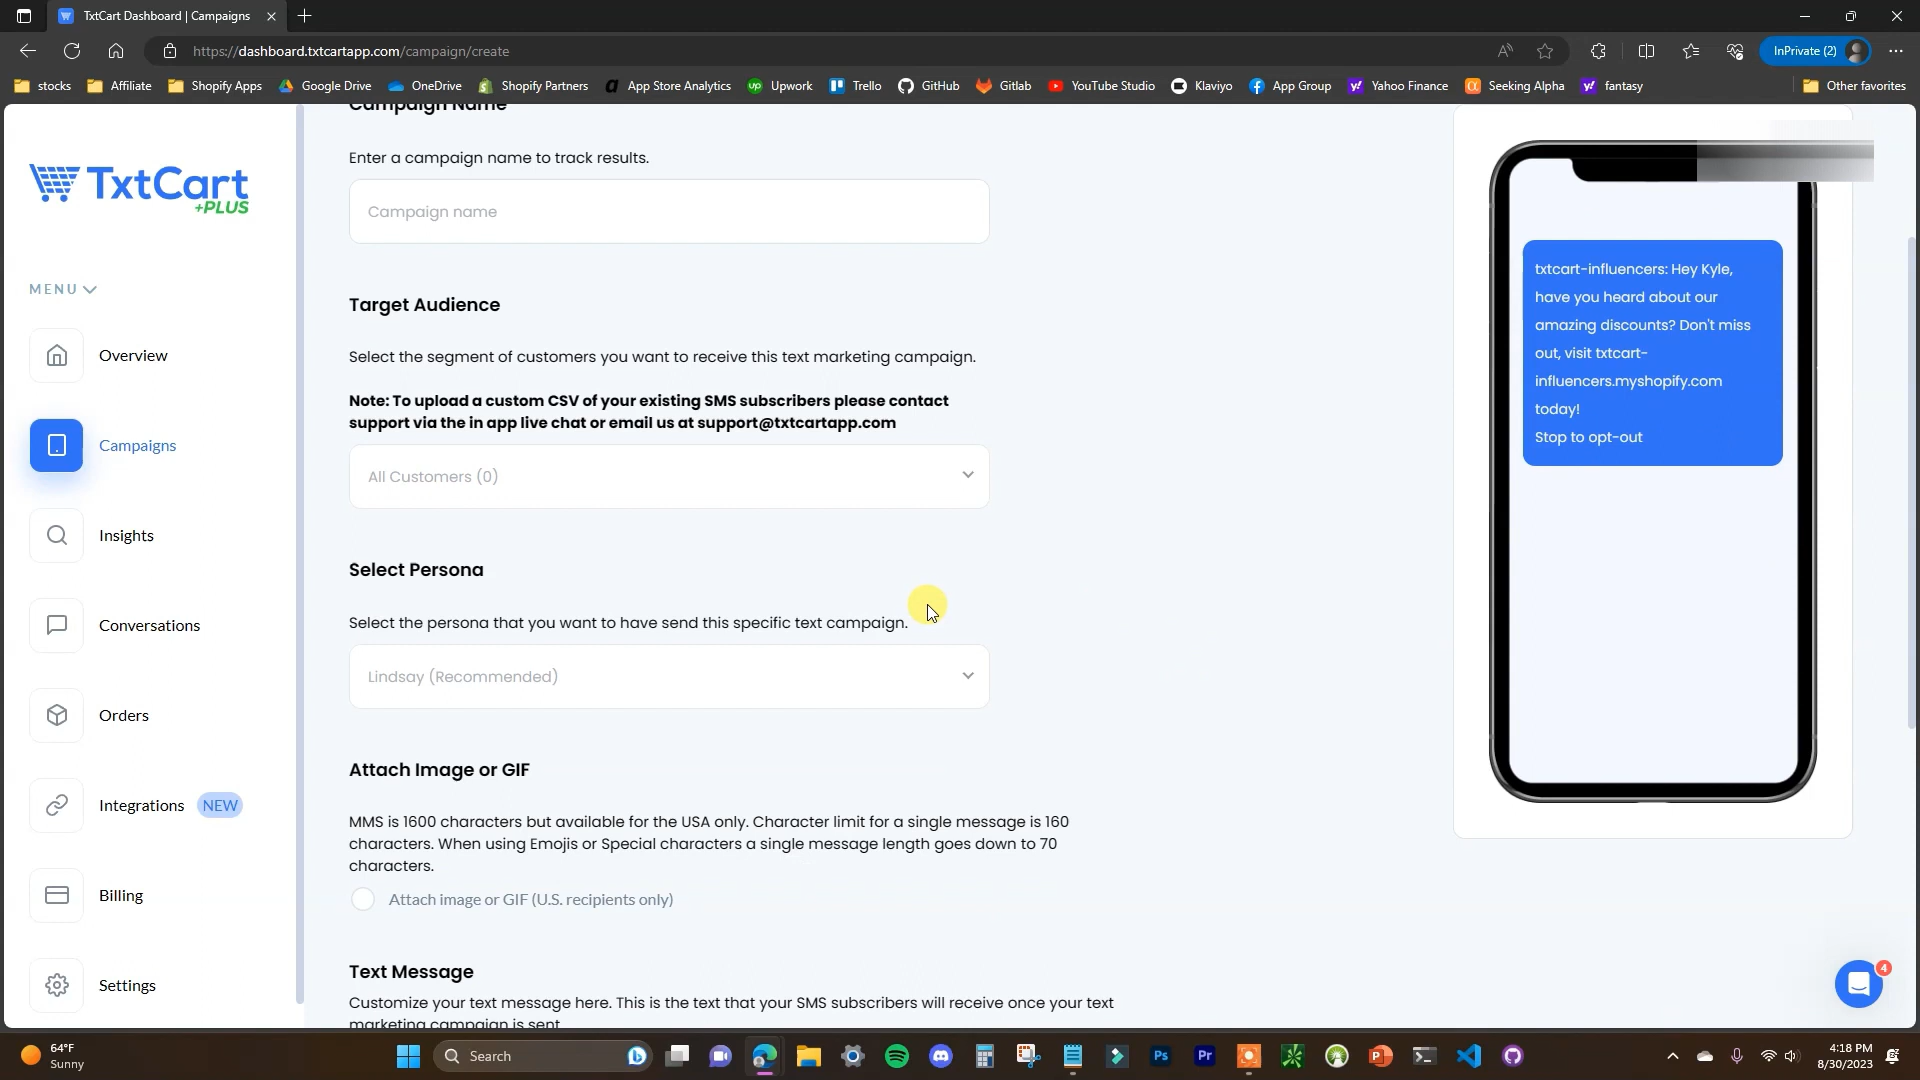 TxtCart Dashboard | Campaigns
https://dashboard.txtcartapp.com/campaign/create
InPrivate (2)
stocks
Affiliate
Shopify Apps
Google Drive
OneDrive
Shopify Partners
App Store Analytics
Upwork
Trello
GitHub
Gitlab
YouTube Studio
Klaviyo
App Group
Yahoo Finance
Seeking Alpha
fantasy
Other favorites
TxtCart
+PLUS
MENU
Overview
Campaigns
Insights
Conversations
Orders
Integrations NEW
Billing
Settings
Campaign Name
Enter a campaign name to track results.
Campaign name
Target Audience
Select the segment of customers you want to receive this text marketing campaign.
Note: To upload a custom CSV of your existing SMS subscribers please contact
support via the in app live chat or email us at support@txtcartapp.com
All Customers (0)
Select Persona
Select the persona that you want to have send this specific text campaign.
Lindsay (Recommended)
Attach Image or GIF
MMS is 1600 characters but available for the USA only. Character limit for a single message is 160
characters. When using Emojis or Special characters a single message length goes down to 70
characters.
Attach image or GIF (U.S. recipients only)
Text Message
Customize your text message here. This is the text that your SMS subscribers will receive once your text
marketing campaign is sent
txtcart-influencers: Hey Kyle,
have you heard about our
amazing discounts? Don't miss
out, visit txtcart-
influencers.myshopify.com
today!
Stop to opt-out
4
64°F
Sunny
Search
4:18 PM
8/30/2023